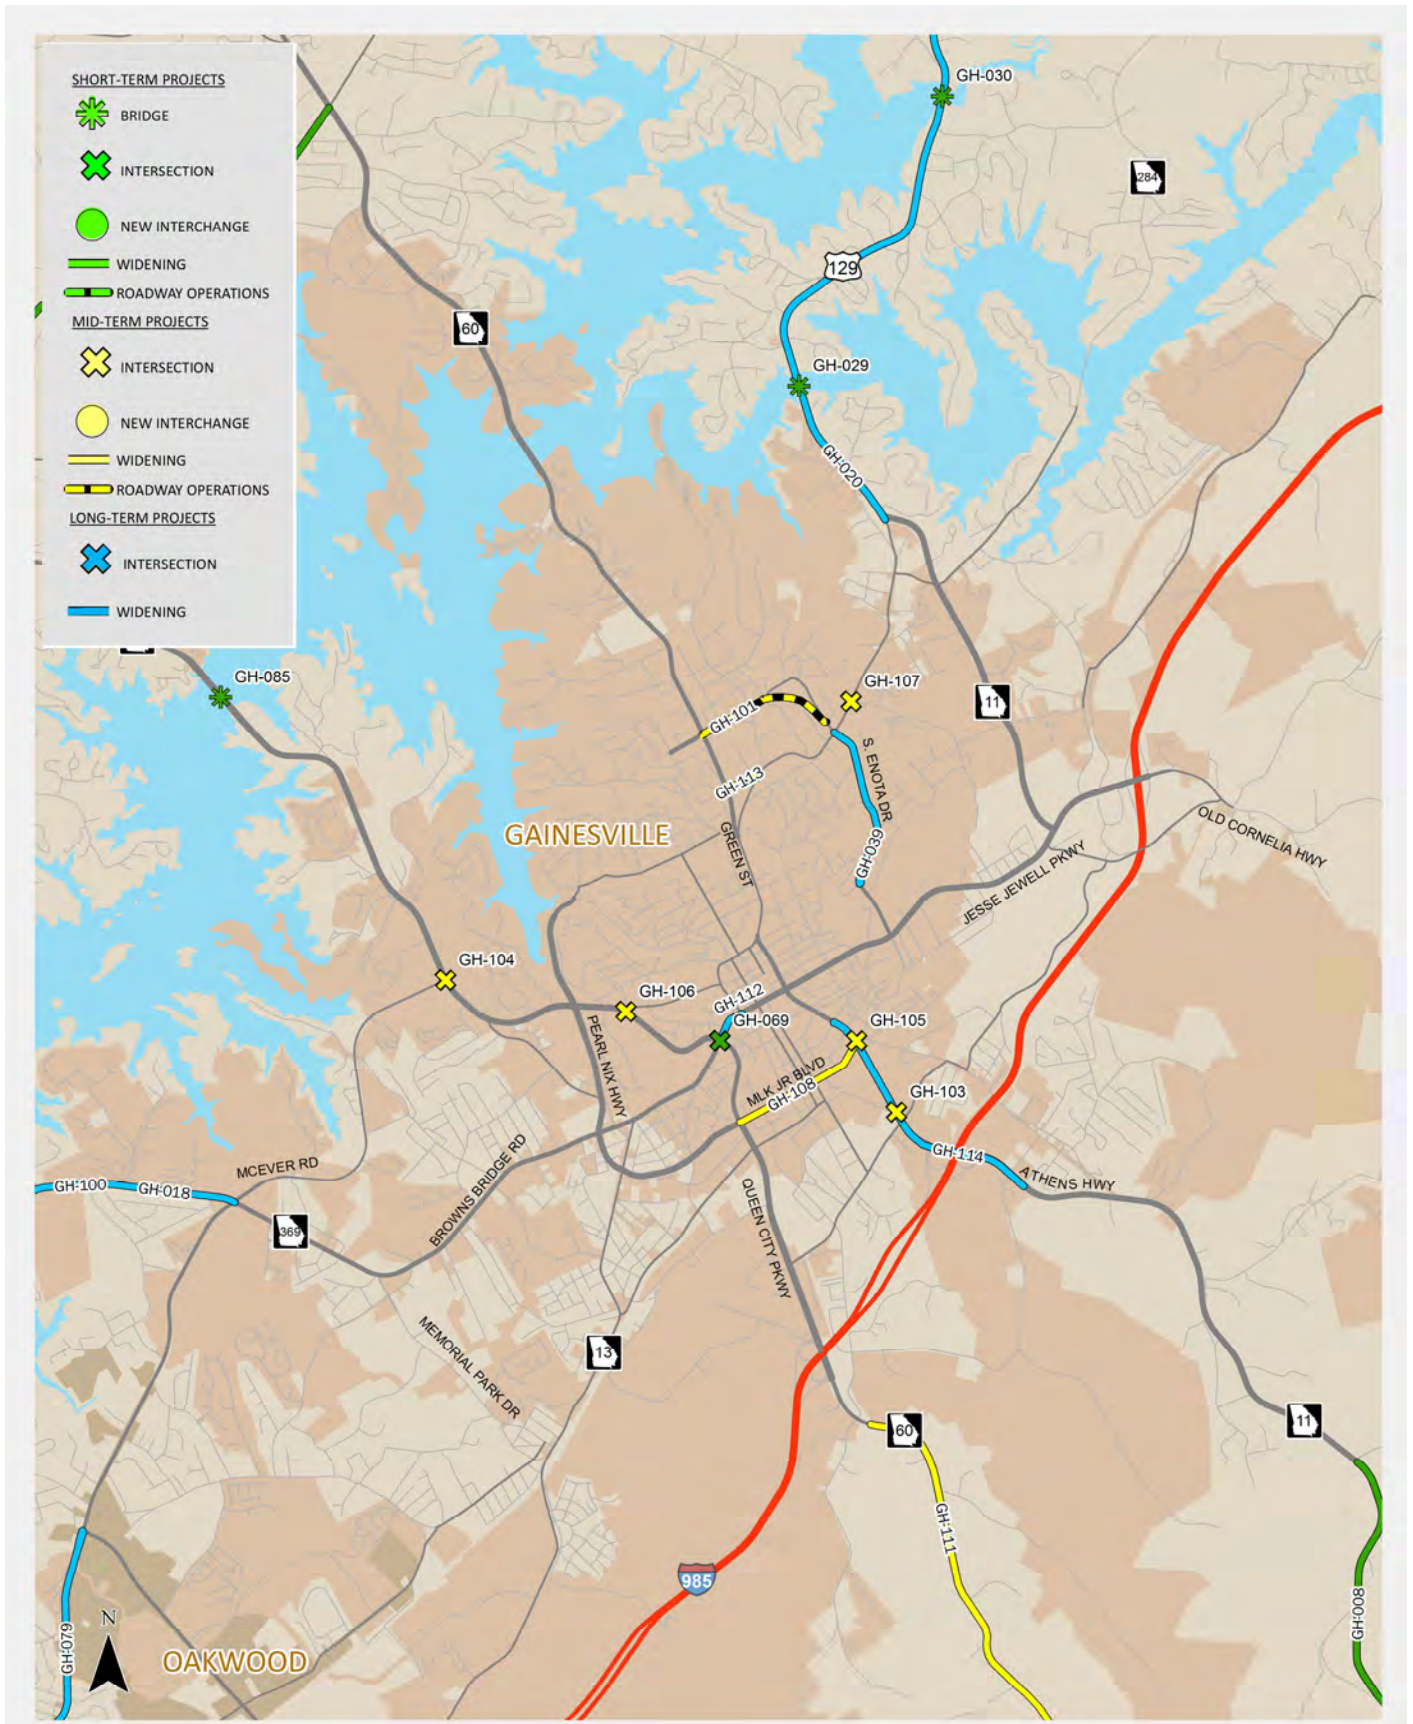 SHORT-TERM PROJECTS
BRIDGE
INTERSECTION
NEW INTERCHANGE
WIDENING
ROADWAY OPERATIONS
MID-TERM PROJECTS
INTERSECTION
NEW INTERCHANGE
WIDENING
ROADWAY OPERATIONS
LONG-TERM PROJECTS
INTERSECTION
WIDENING
GH-030
284
129
60
GH-029
GH-020
GH-085
GH-107
11
GH-101
S. ENOTA DR
GH-113
GREEN ST
GAINESVILLE
GH-039
OLD CORNELIA HWY
JESSE JEWELL PKWY
GH-104
GH-106
GH-112
GH-069
GH-105
PEARL NIX HWY
MLK JR BLVD
GH-108
GH-103
GH-114
ATHENS HWY
MCEVER RD
GH-100
GH-018
BROWNS BRIDGE RD
369
QUEEN CITY PKWY
MEMORIAL PARK DR
13
60
11
GH-111
985
GH-008
GH-079
N
OAKWOOD